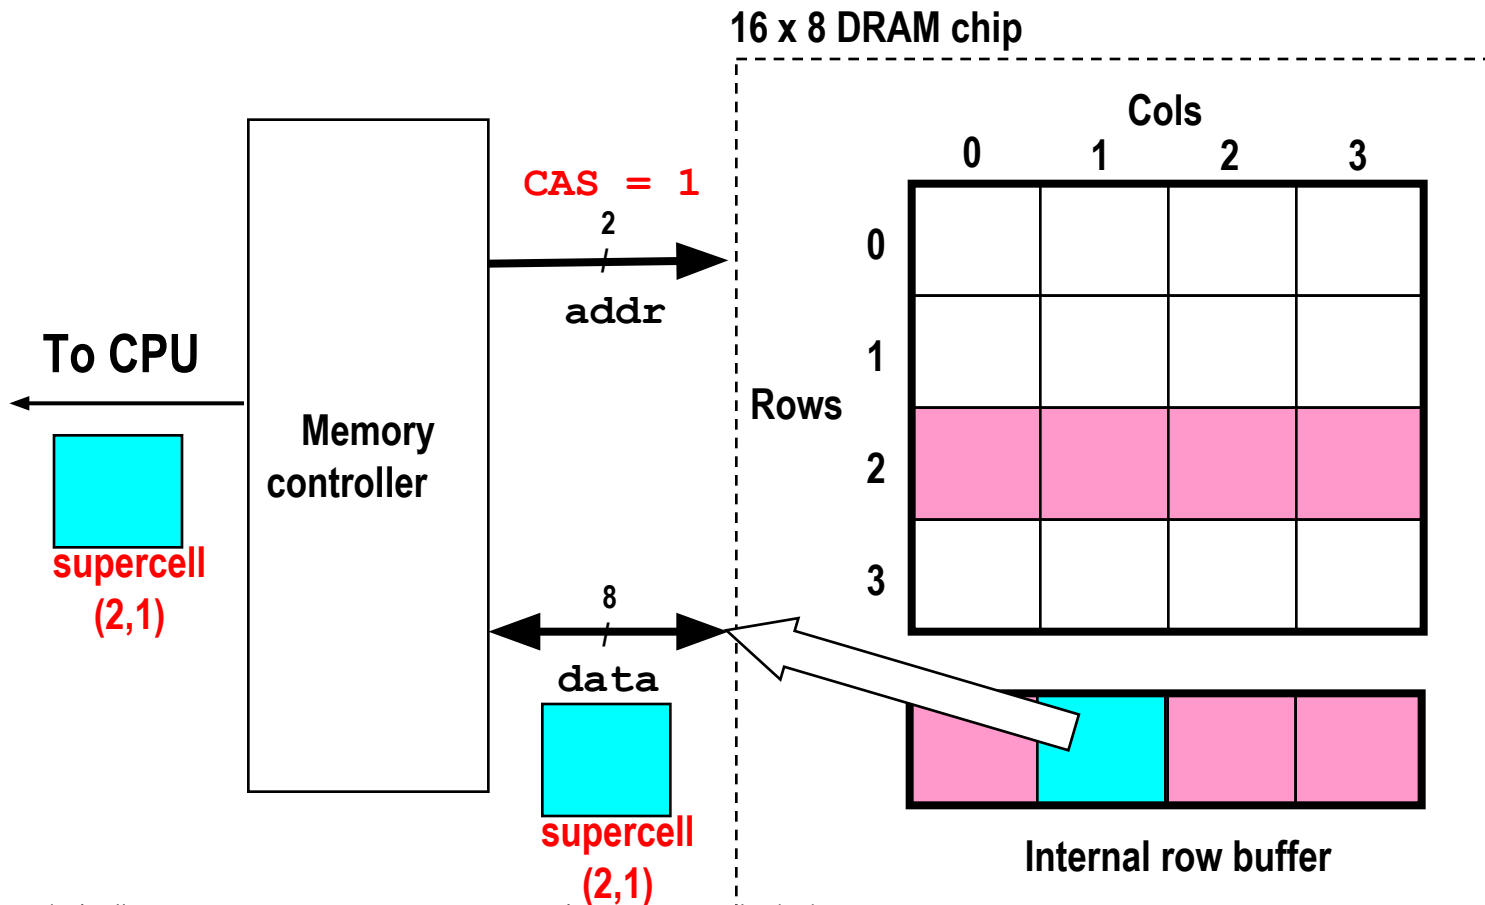 16 x 8 DRAM chip
Cols
0 1 2 3
CAS = 1
2
addr
0
To CPU
1
Rows
Memory
controller
2
supercell
(2,1)
3
8
data
supercell
(2,1)
Internal row buffer